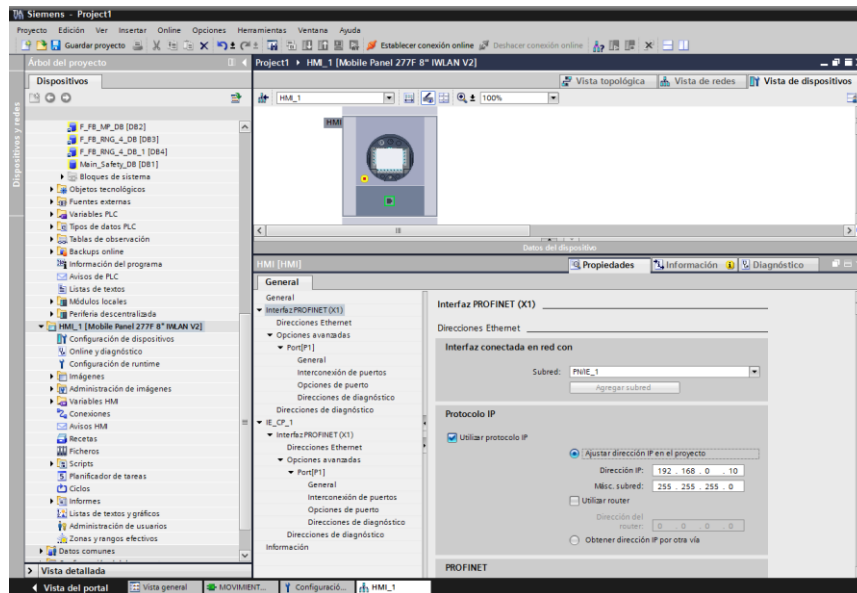 Siemens - Project1
Proyecto Edición Ver Insertar Online Opciones Herramientas Ventana Ayuda
Guardar proyecto Establecer conexión online Deshacer conexión online
Árbol del proyecto
Dispositivos
Dispositivos y redes
F_FB_MP_DB [DB2]
F_FB_RNG_4_DB [DB3]
F_FB_RNG_4_DB_1 [DB4]
Main_Safety_DB [DB1]
Bloques de sistema
Objetos tecnológicos
Fuentes externas
Variables PLC
Tipos de datos PLC
Tablas de observación
Backups online
Información del programa
Avisos de PLC
Listas de textos
Módulos locales
Periferia descentralizada
HMI_1 [Mobile Panel 277F 8" IWLAN V2]
Configuración de dispositivos
Online y diagnóstico
Configuración de runtime
Imágenes
Administración de imágenes
Variables HMI
Conexiones
Avisos HMI
Recetas
Ficheros
Scripts
Planificador de tareas
Ciclos
Informes
Listas de textos y gráficos
Administración de usuarios
Zonas y rangos efectivos
Datos comunes
Vista detallada
Project1 HMI_1 [Mobile Panel 277F 8" IWLAN V2]
Vista topológica Vista de redes Vista de dispositivos
HMI_1 100%
HMI
Datos del dispositivo
HMI [HMI] Propiedades Información Diagnóstico
General
General
Interfaz PROFINET (X1)
Direcciones Ethernet
Opciones avanzadas
Port[P1]
General
Interconexión de puertos
Opciones de puerto
Direcciones de diagnóstico
Direcciones de diagnóstico
IE_CP_1
Interfaz PROFINET (X1)
Direcciones Ethernet
Opciones avanzadas
Port[P1]
General
Interconexión de puertos
Opciones de puerto
Direcciones de diagnóstico
Direcciones de diagnóstico
Información
Interfaz PROFINET (X1)
Direcciones Ethernet
Interfaz conectada en red con
Subred: PN/IE_1
Agregar subred
Protocolo IP
Utilizar protocolo IP
Ajustar dirección IP en el proyecto
Dirección IP: 192 . 168 . 0 . 10
Másc. subred: 255 . 255 . 255 . 0
Utilizar router
Dirección del
router: 0 . 0 . 0 . 0
Obtener dirección IP por otra vía
PROFINET
Vista del portal Vista general MOVIMIENT... Configuració... HMI_1